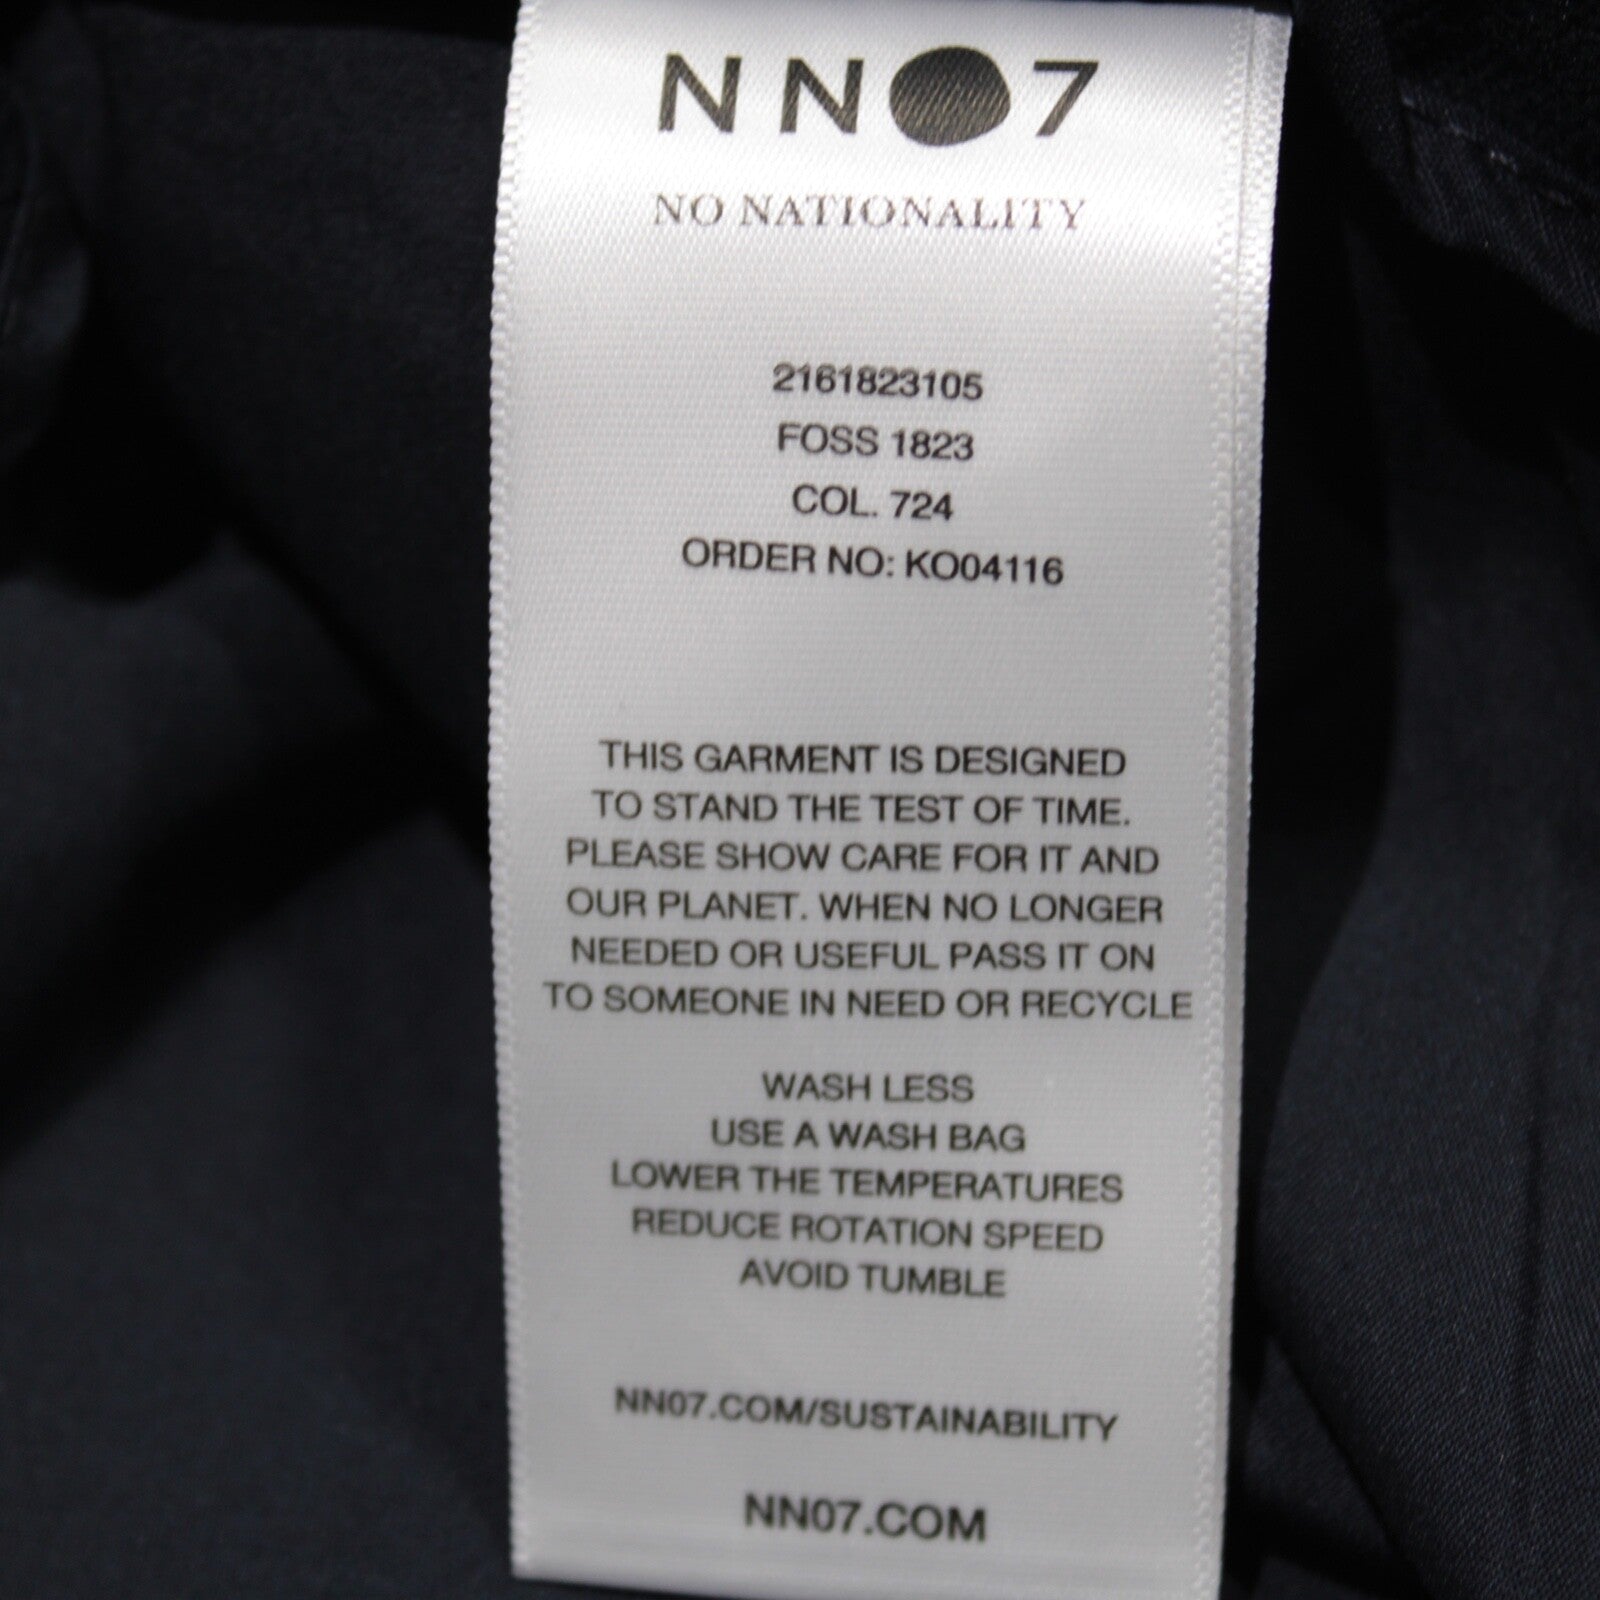 NN07
NO NATIONALITY
2161823105
FOSS 1823
COL. 724
ORDER NO: KO04116
THIS GARMENT IS DESIGNED
TO STAND THE TEST OF TIME.
PLEASE SHOW CARE FOR IT AND
OUR PLANET. WHEN NO LONGER
NEEDED OR USEFUL PASS IT ON
TO SOMEONE IN NEED OR RECYCLE
WASH LESS
USE A WASH BAG
LOWER THE TEMPERATURES
REDUCE ROTATION SPEED
AVOID TUMBLE
NN07.COM/SUSTAINABILITY
NN07.COM